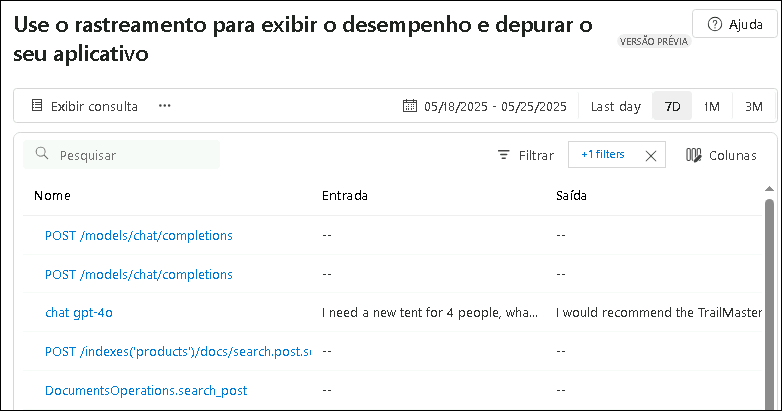 Use o rastreamento para exibir o desempenho e depurar o
seu aplicativo
VERSÃO PRÉVIA
Ajuda
Exibir consulta ...
05/18/2025 - 05/25/2025 Last day 7D 1M 3M
Pesquisar
Filtrar +1 filters Colunas
Nome Entrada Saída
POST /models/chat/completions -- --
POST /models/chat/completions -- --
chat gpt-4o I need a new tent for 4 people, wha... I would recommend the TrailMaster
POST /indexes('products')/docs/search.post.s -- --
DocumentsOperations.search_post -- --